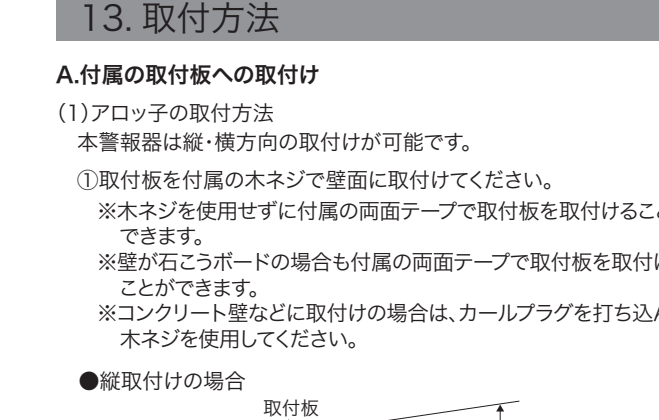 13. 取付方法
A.付属の取付板への取付け
(1)アロッ子の取付方法
本警報器は縦・横方向の取付けが可能です。
①取付板を付属の木ネジで壁面に取付けてください。
※木ネジを使用せずに付属の両面テープで取付板を取付けるこ
できます。
※壁が石こうボードの場合も付属の両面テープで取付板を取付
ことができます。
※コンクリート壁などに取付けの場合は、カールプラグを打ち込
木ネジを使用してください。
●縦取付けの場合
取付板